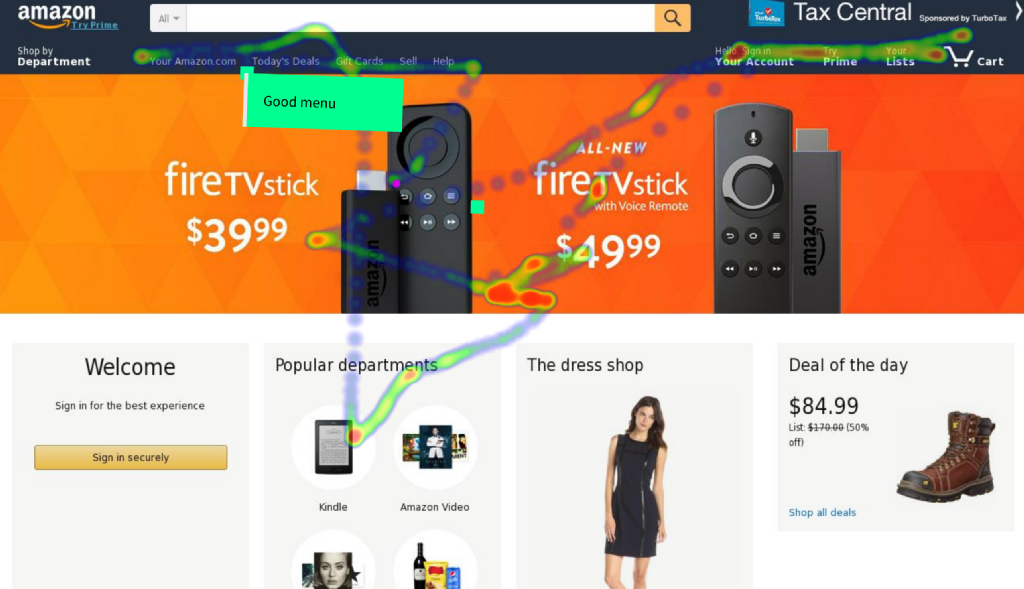 amazon
Try Prime
All
TurboTax
Tax Central
Sponsored by TurboTax
Shop by
Department
Your Amazon.com
Today's Deals
Gift Cards
Sell
Help
Hello. Sign in
Your Account
Try
Prime
Your
Lists
Cart
Good menu
fireTVstick
$39.99
amazon
ALL-NEW
fireTVstick
with Voice Remote
$49.99
amazon
Welcome
Sign in for the best experience
Sign in securely
Popular departments
Kindle
Amazon Video
The dress shop
Deal of the day
$84.99
List: $170.00 (50%
off)
Shop all deals